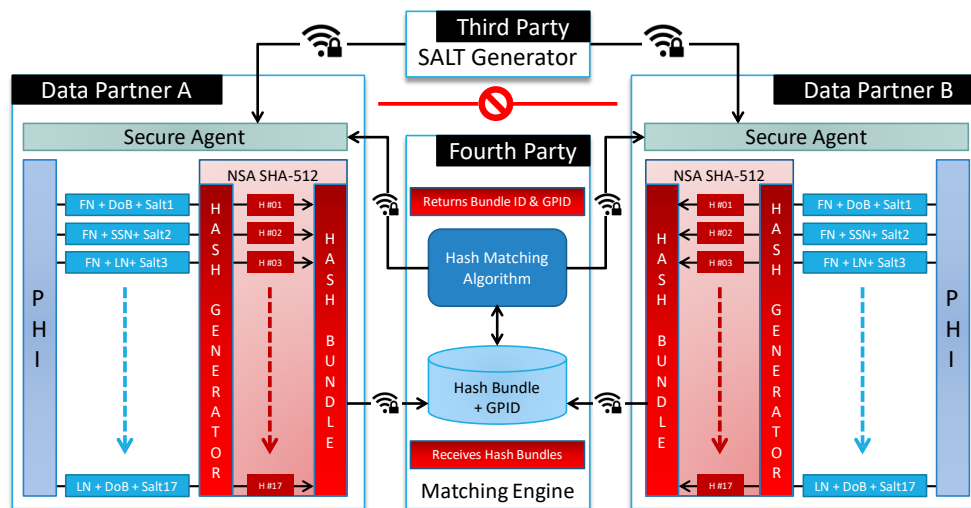 Third Party
SALT Generator
Data Partner A
Secure Agent
PHI
FN + DoB + Salt1
FN + SSN+ Salt2
FN + LN+ Salt3
LN + DoB + Salt17
NSA SHA-512
HASH GENERATOR
H #01
H #02
H #03
H #17
HASH BUNDLE
Fourth Party
Returns Bundle ID & GPID
Hash Matching
Algorithm
Hash Bundle
+ GPID
Receives Hash Bundles
Matching Engine
Data Partner B
Secure Agent
NSA SHA-512
HASH BUNDLE
H #01
H #02
H #03
H #17
HASH GENERATOR
FN + DoB + Salt1
FN + SSN+ Salt2
FN + LN+ Salt3
LN + DoB + Salt17
PHI